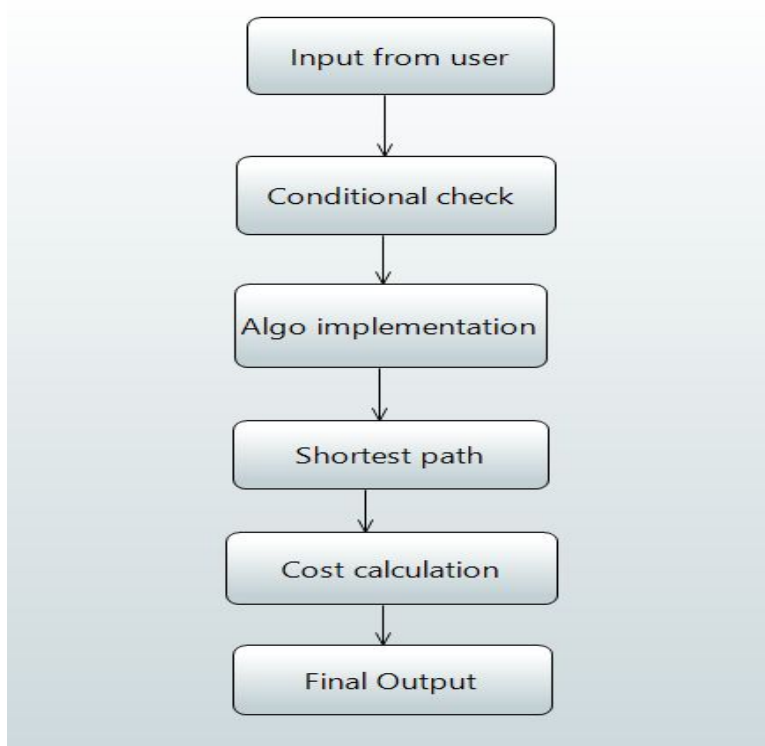 Input from user
Conditional check
Algo implementation
Shortest path
Cost calculation
Final Output